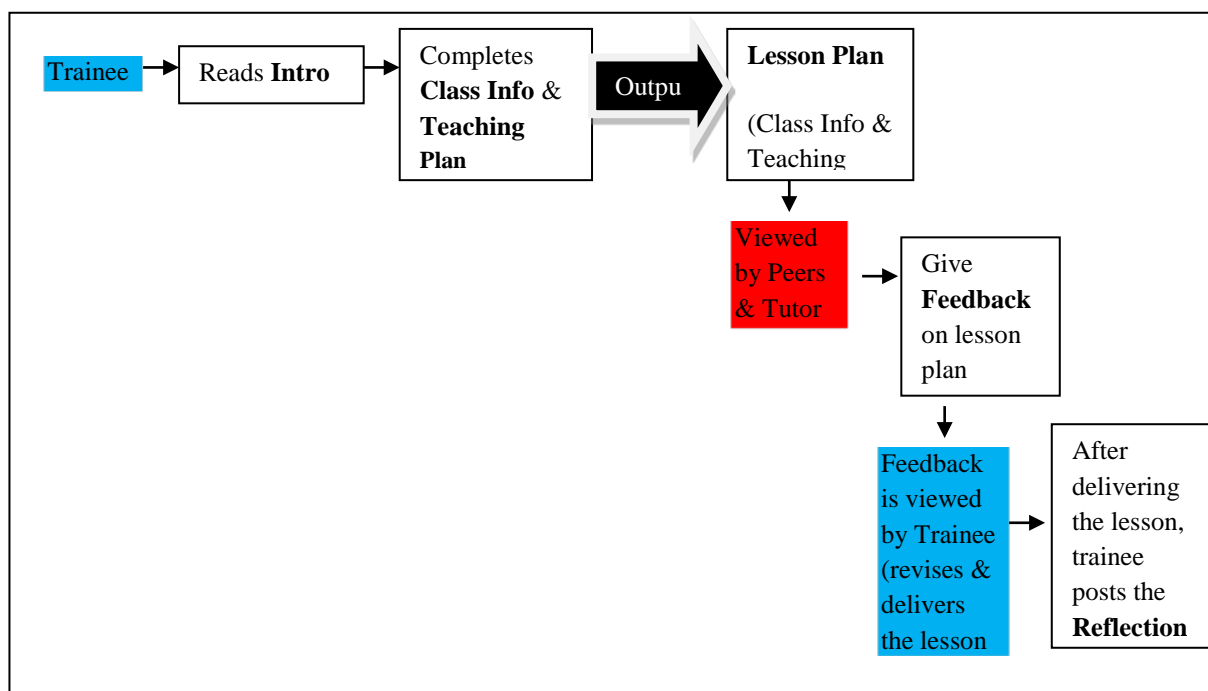 Trainee
Reads Intro
Completes
Class Info &
Teaching
Plan
Outpu
Lesson Plan
(Class Info &
Teaching
Viewed
by Peers
& Tutor
Give
Feedback
on lesson
plan
Feedback
is viewed
by Trainee
(revises &
delivers
the lesson
After
delivering
the lesson,
trainee
posts the
Reflection